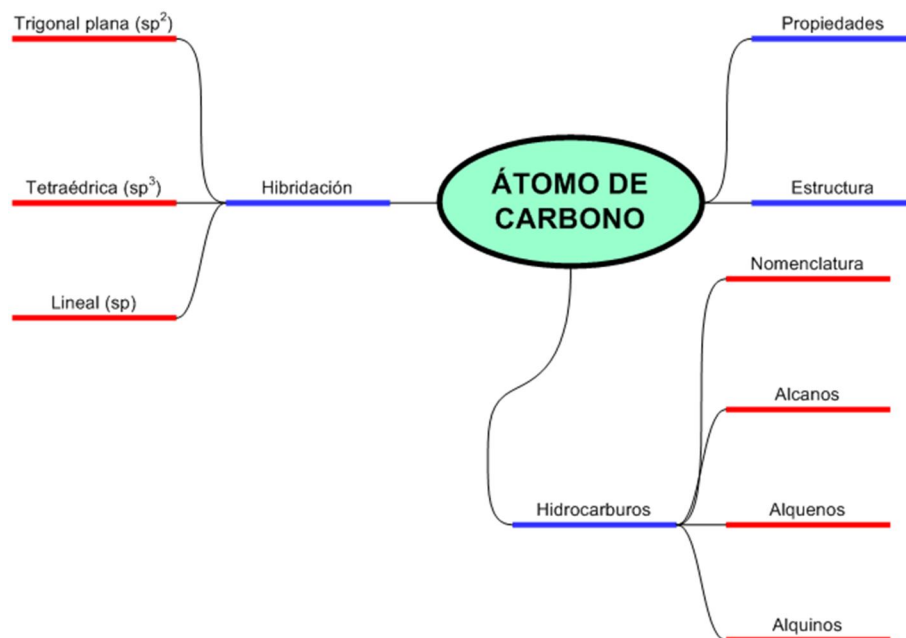 Trigonal plana (sp²)
Propiedades
Tetraédrica (sp³)
Hibridación
ÁTOMO DE
CARBONO
Estructura
Nomenclatura
Lineal (sp)
Alcanos
Hidrocarburos
Alquenos
Alquinos